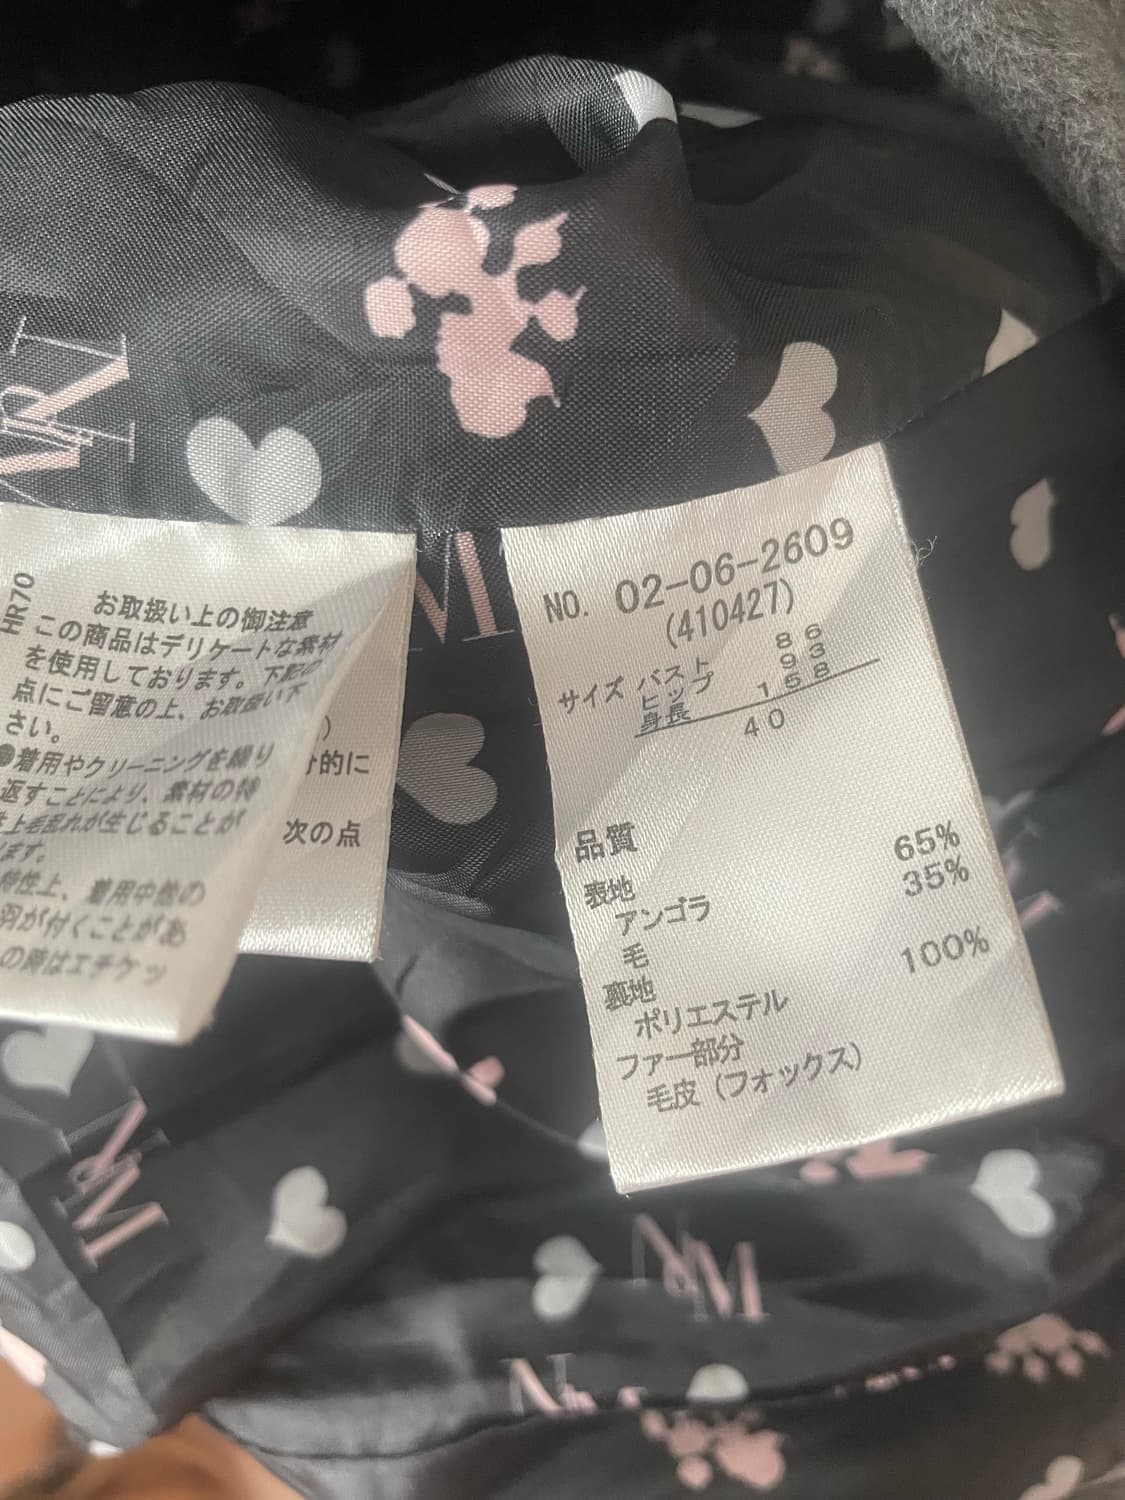 HR70
お取扱い上の御注意
この商品はデリケートな素材
を使用しております。下記の
点にご留意の上、お取扱い下
さい。
●着用やクリーニングを繰り
返すことにより、素材の特
性上毛乱れが生じることが
ります。
特性上、着用中他の
羽が付くことがあ
の時はエチケッ
)
的に
次の点
NO. 02-06-2609
(410427)
サイズ バスト 86
ヒップ 93
身長 158
40
品質
表地
アンゴラ 65%
毛 35%
裏地
ポリエステル 100%
ファー部分
毛皮 (フォックス)